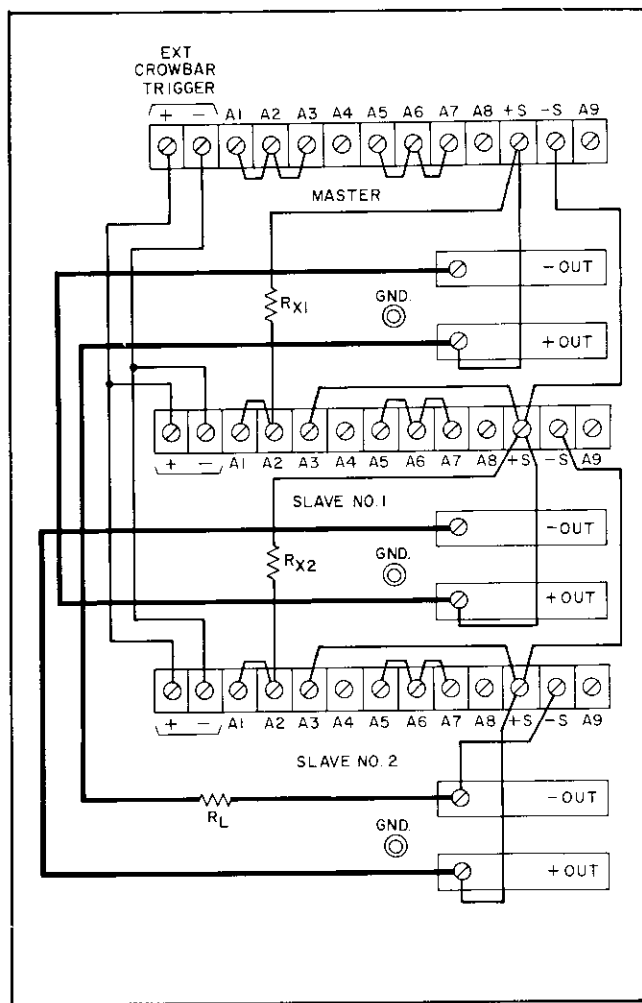 EXT
CROWBAR
TRIGGER
+ - A1 A2 A3 A4 A5 A6 A7 A8 +S -S A9
MASTER
-OUT
RX1
GND.
+OUT
+ - A1 A2 A3 A4 A5 A6 A7 A8 +S -S A9
SLAVE NO. 1
-OUT
RX2
GND.
+OUT
+ - A1 A2 A3 A4 A5 A6 A7 A8 +S -S A9
SLAVE NO. 2
-OUT
RL
GND.
+OUT